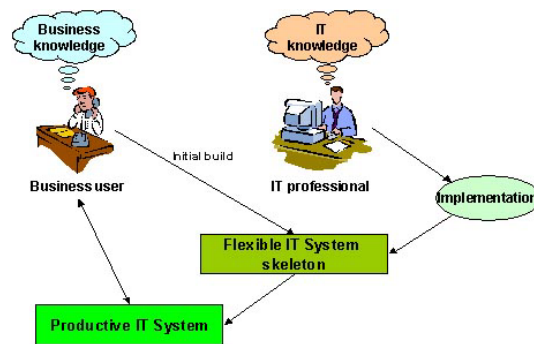 Business
knowledge
IT
knowledge
Initial build
Business user
IT professional
Implementation
Flexible IT System
skeleton
Productive IT System